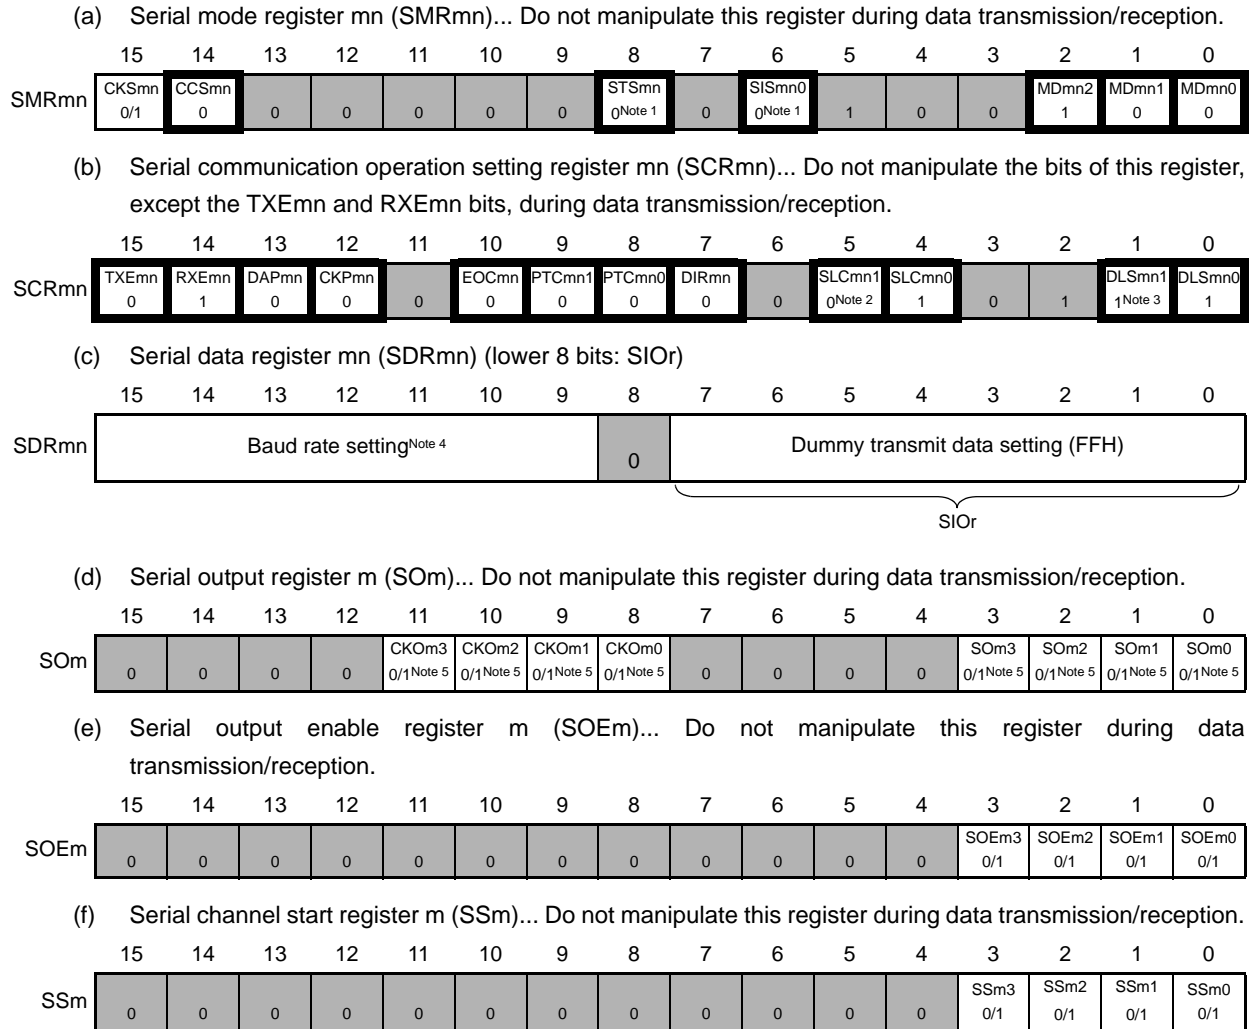 (a) Serial mode register mn (SMRmn)... Do not manipulate this register during data transmission/reception.
15 14 13 12 11 10 9 8 7 6 5 4 3 2 1 0
SMRmn CKSmn 0/1 CCSmn 0 0 0 0 0 0 STSmn 0Note 1 0 SISmn0 0Note 1 1 0 0 MDmn2 1 MDmn1 0 MDmn0 0
(b) Serial communication operation setting register mn (SCRmn)... Do not manipulate the bits of this register,
except the TXEmn and RXEmn bits, during data transmission/reception.
15 14 13 12 11 10 9 8 7 6 5 4 3 2 1 0
SCRmn TXEmn 0 RXEmn 1 DAPmn 0 CKPmn 0 0 EOCmn 0 PTCmn1 0 PTCmn0 0 DIRmn 0 0 SLCmn1 0Note 2 SLCmn0 1 0 1 DLSmn1 1Note 3 DLSmn0 1
(c) Serial data register mn (SDRmn) (lower 8 bits: SIOr)
15 14 13 12 11 10 9 8 7 6 5 4 3 2 1 0
SDRmn Baud rate settingNote 4 0 Dummy transmit data setting (FFH)
SIOr
(d) Serial output register m (SOm)... Do not manipulate this register during data transmission/reception.
15 14 13 12 11 10 9 8 7 6 5 4 3 2 1 0
SOm 0 0 0 0 CKOm3 0/1Note 5 CKOm2 0/1Note 5 CKOm1 0/1Note 5 CKOm0 0/1Note 5 0 0 0 0 SOm3 0/1Note 5 SOm2 0/1Note 5 SOm1 0/1Note 5 SOm0 0/1Note 5
(e) Serial output enable register m (SOEm)... Do not manipulate this register during data
transmission/reception.
15 14 13 12 11 10 9 8 7 6 5 4 3 2 1 0
SOEm 0 0 0 0 0 0 0 0 0 0 0 0 SOEm3 0/1 SOEm2 0/1 SOEm1 0/1 SOEm0 0/1
(f) Serial channel start register m (SSm)... Do not manipulate this register during data transmission/reception.
15 14 13 12 11 10 9 8 7 6 5 4 3 2 1 0
SSm 0 0 0 0 0 0 0 0 0 0 0 0 SSm3 0/1 SSm2 0/1 SSm1 0/1 SSm0 0/1